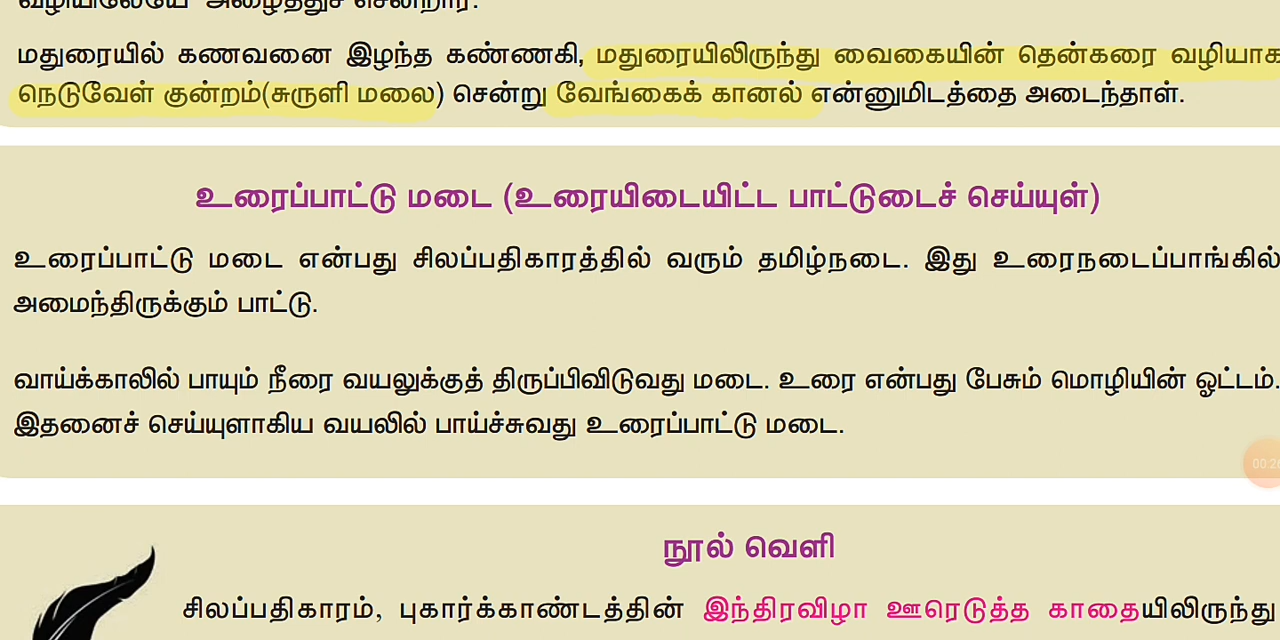 வழியிலேயே அழைத்துச் சென்றார்.
மதுரையில் கணவனை இழந்த கண்ணகி, மதுரையிலிருந்து வைகையின் தென்கரை வழியாக
நெடுவேள் குன்றம்(சுருளி மலை) சென்று வேங்கைக் கானல் என்னுமிடத்தை அடைந்தாள்.
உரைப்பாட்டு மடை (உரையிடையிட்ட பாட்டுடைச் செய்யுள்)
உரைப்பாட்டு மடை என்பது சிலப்பதிகாரத்தில் வரும் தமிழ்நடை. இது உரைநடைப்பாங்கில்
அமைந்திருக்கும் பாட்டு.
வாய்க்காலில் பாயும் நீரை வயலுக்குத் திருப்பிவிடுவது மடை. உரை என்பது பேசும் மொழியின் ஓட்டம்.
இதனைச் செய்யுளாகிய வயலில் பாய்ச்சுவது உரைப்பாட்டு மடை.
நூல் வெளி
சிலப்பதிகாரம், புகார்க்காண்டத்தின் இந்திரவிழா ஊரெடுத்த காதையிலிருந்து